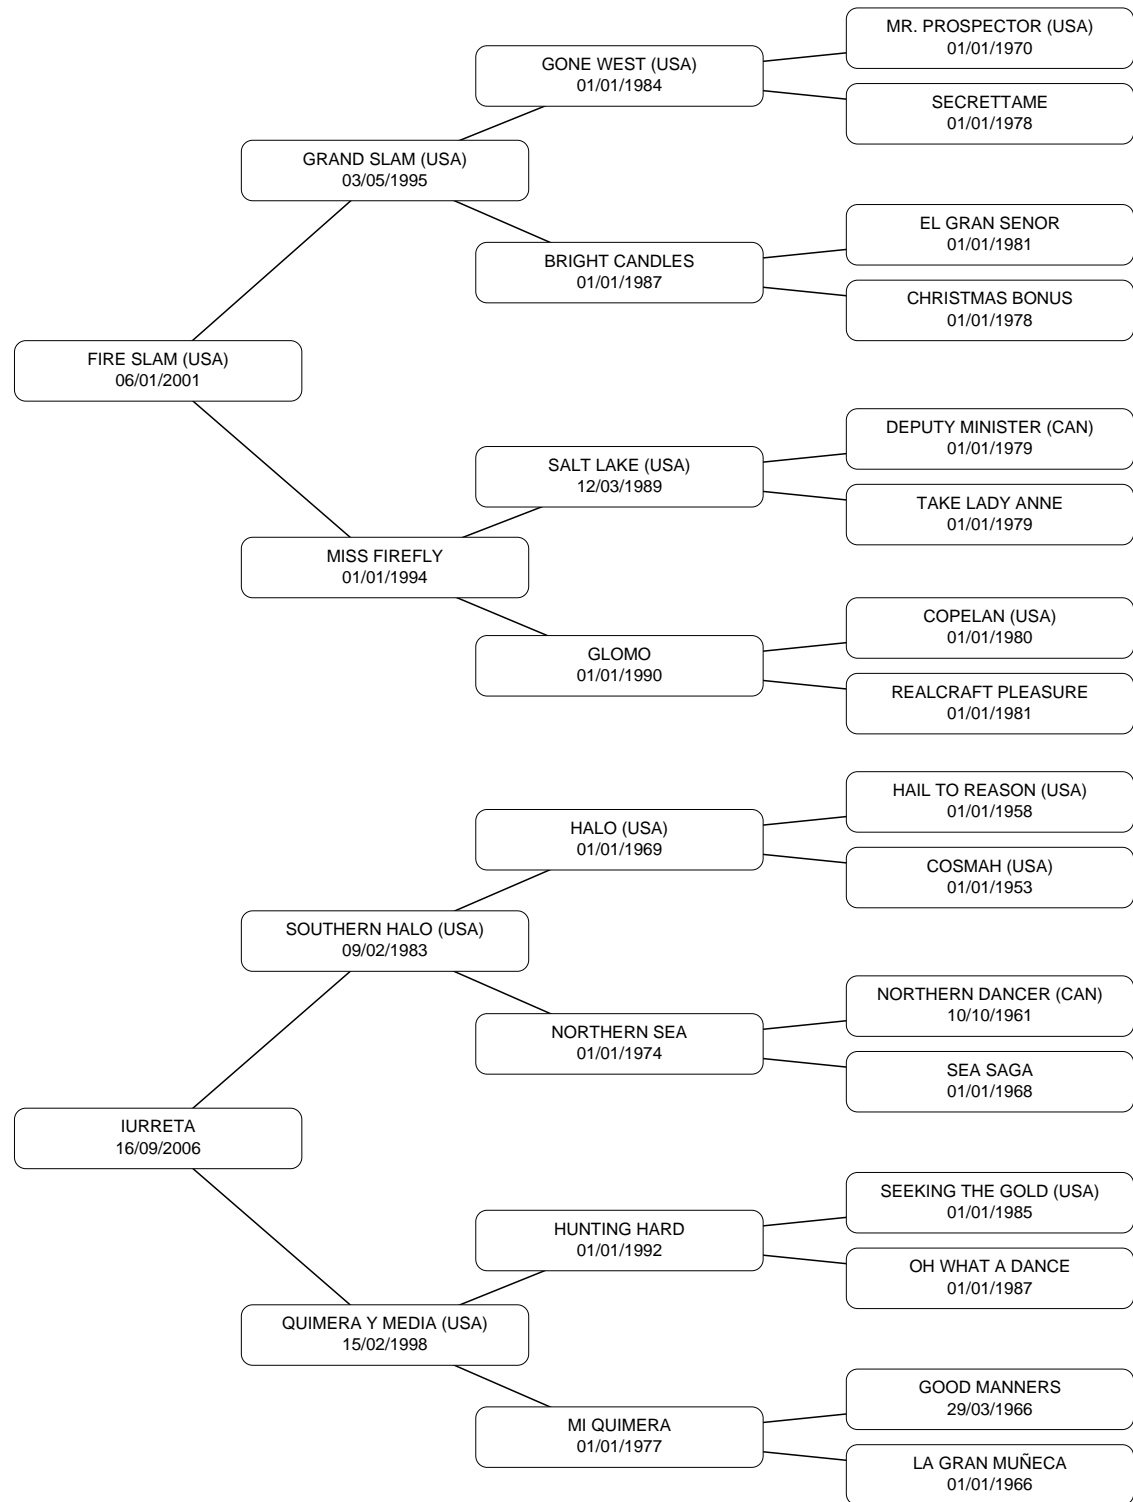 MR. PROSPECTOR (USA)
01/01/1970
GONE WEST (USA)
01/01/1984
SECRETTAME
01/01/1978
GRAND SLAM (USA)
03/05/1995
EL GRAN SENOR
01/01/1981
BRIGHT CANDLES
01/01/1987
CHRISTMAS BONUS
01/01/1978
FIRE SLAM (USA)
06/01/2001
DEPUTY MINISTER (CAN)
01/01/1979
SALT LAKE (USA)
12/03/1989
TAKE LADY ANNE
01/01/1979
MISS FIREFLY
01/01/1994
COPELAN (USA)
01/01/1980
GLOMO
01/01/1990
REALCRAFT PLEASURE
01/01/1981
HAIL TO REASON (USA)
01/01/1958
HALO (USA)
01/01/1969
COSMAH (USA)
01/01/1953
SOUTHERN HALO (USA)
09/02/1983
NORTHERN DANCER (CAN)
10/10/1961
NORTHERN SEA
01/01/1974
SEA SAGA
01/01/1968
IURRETA
16/09/2006
SEEKING THE GOLD (USA)
01/01/1985
HUNTING HARD
01/01/1992
OH WHAT A DANCE
01/01/1987
QUIMERA Y MEDIA (USA)
15/02/1998
GOOD MANNERS
29/03/1966
MI QUIMERA
01/01/1977
LA GRAN MUÑECA
01/01/1966